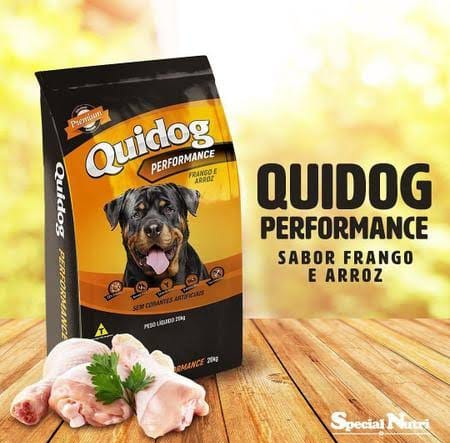 Premium
Quidog
PERFORMANCE
FRANGO E
ARROZ
SEM CORANTES ARTIFICIAIS
PESO LÍQUIDO 20kg
PERFORMANCE 20kg
T
Quidog PERFORMANCE
QUIDOG
PERFORMANCE
SABOR FRANGO
E ARROZ
Special Nutri